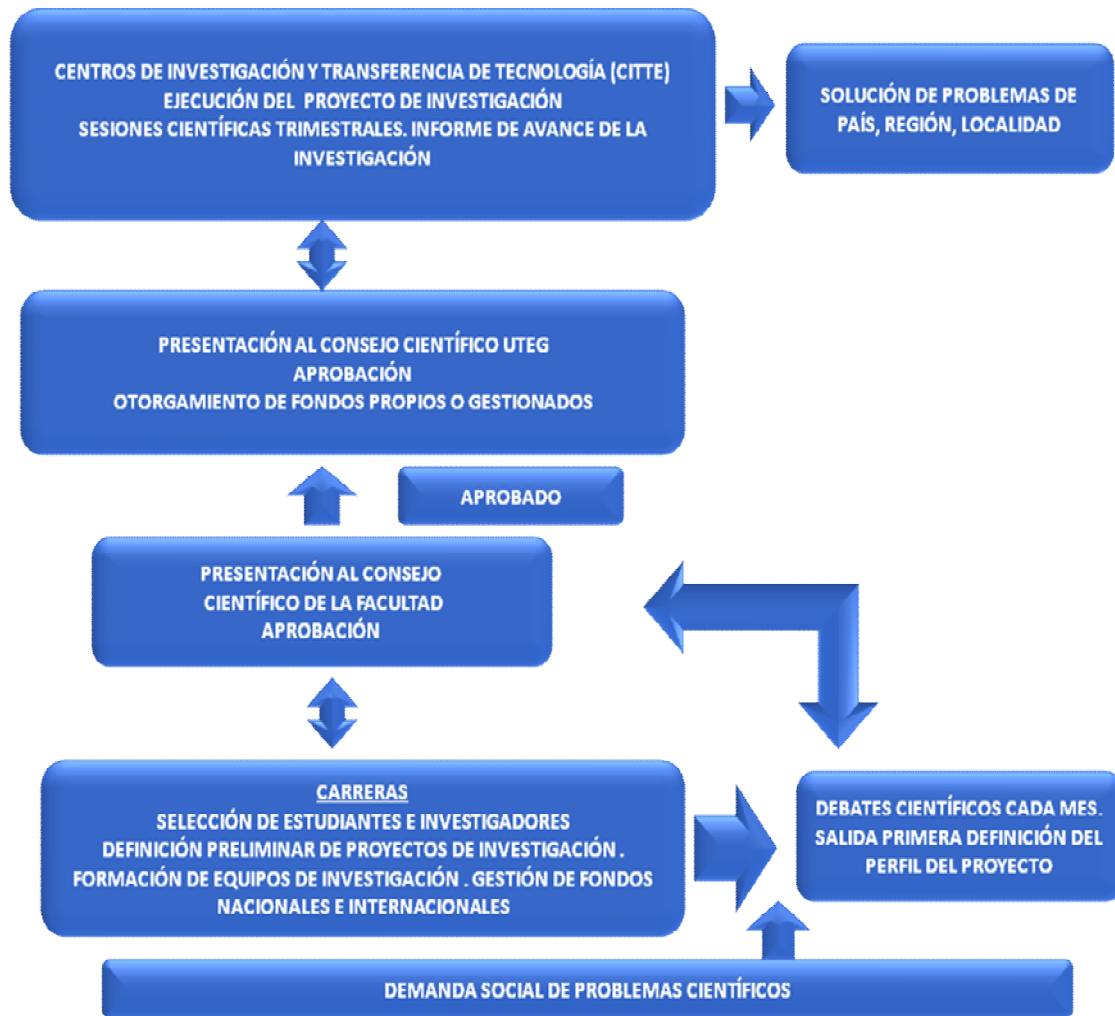 CENTROS DE INVESTIGACIÓN Y TRANSFERENCIA DE TECNOLOGÍA (CITTE)
EJECUCIÓN DEL PROYECTO DE INVESTIGACIÓN
SESIONES CIENTÍFICAS TRIMESTRALES. INFORME DE AVANCE DE LA
INVESTIGACIÓN
SOLUCIÓN DE PROBLEMAS DE
PAÍS, REGIÓN, LOCALIDAD
PRESENTACIÓN AL CONSEJO CIENTÍFICO UTEG
APROBACIÓN
OTORGAMIENTO DE FONDOS PROPIOS O GESTIONADOS
APROBADO
PRESENTACIÓN AL CONSEJO
CIENTÍFICO DE LA FACULTAD
APROBACIÓN
CARRERAS
SELECCIÓN DE ESTUDIANTES E INVESTIGADORES
DEFINICIÓN PRELIMINAR DE PROYECTOS DE INVESTIGACIÓN .
FORMACIÓN DE EQUIPOS DE INVESTIGACIÓN . GESTIÓN DE FONDOS
NACIONALES E INTERNACIONALES
DEBATES CIENTÍFICOS CADA MES.
SALIDA PRIMERA DEFINICIÓN DEL
PERFIL DEL PROYECTO
DEMANDA SOCIAL DE PROBLEMAS CIENTÍFICOS